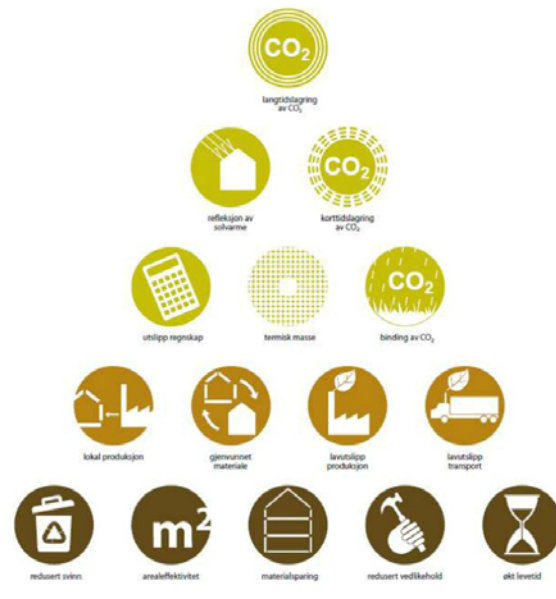 CO₂
langtidslagring
av CO₂
CO₂
refleksjon av
solvarme
korttidslagring
av CO₂
CO₂
utslipp regnskap
termisk masse
binding av CO₂
lokal produksjon
gjenvunnet
materiale
lavutslipp
produksjon
lavutslipp
transport
m²
redusert svinn
arealeffektivitet
materialsparing
redusert vedlikehold
økt levetid